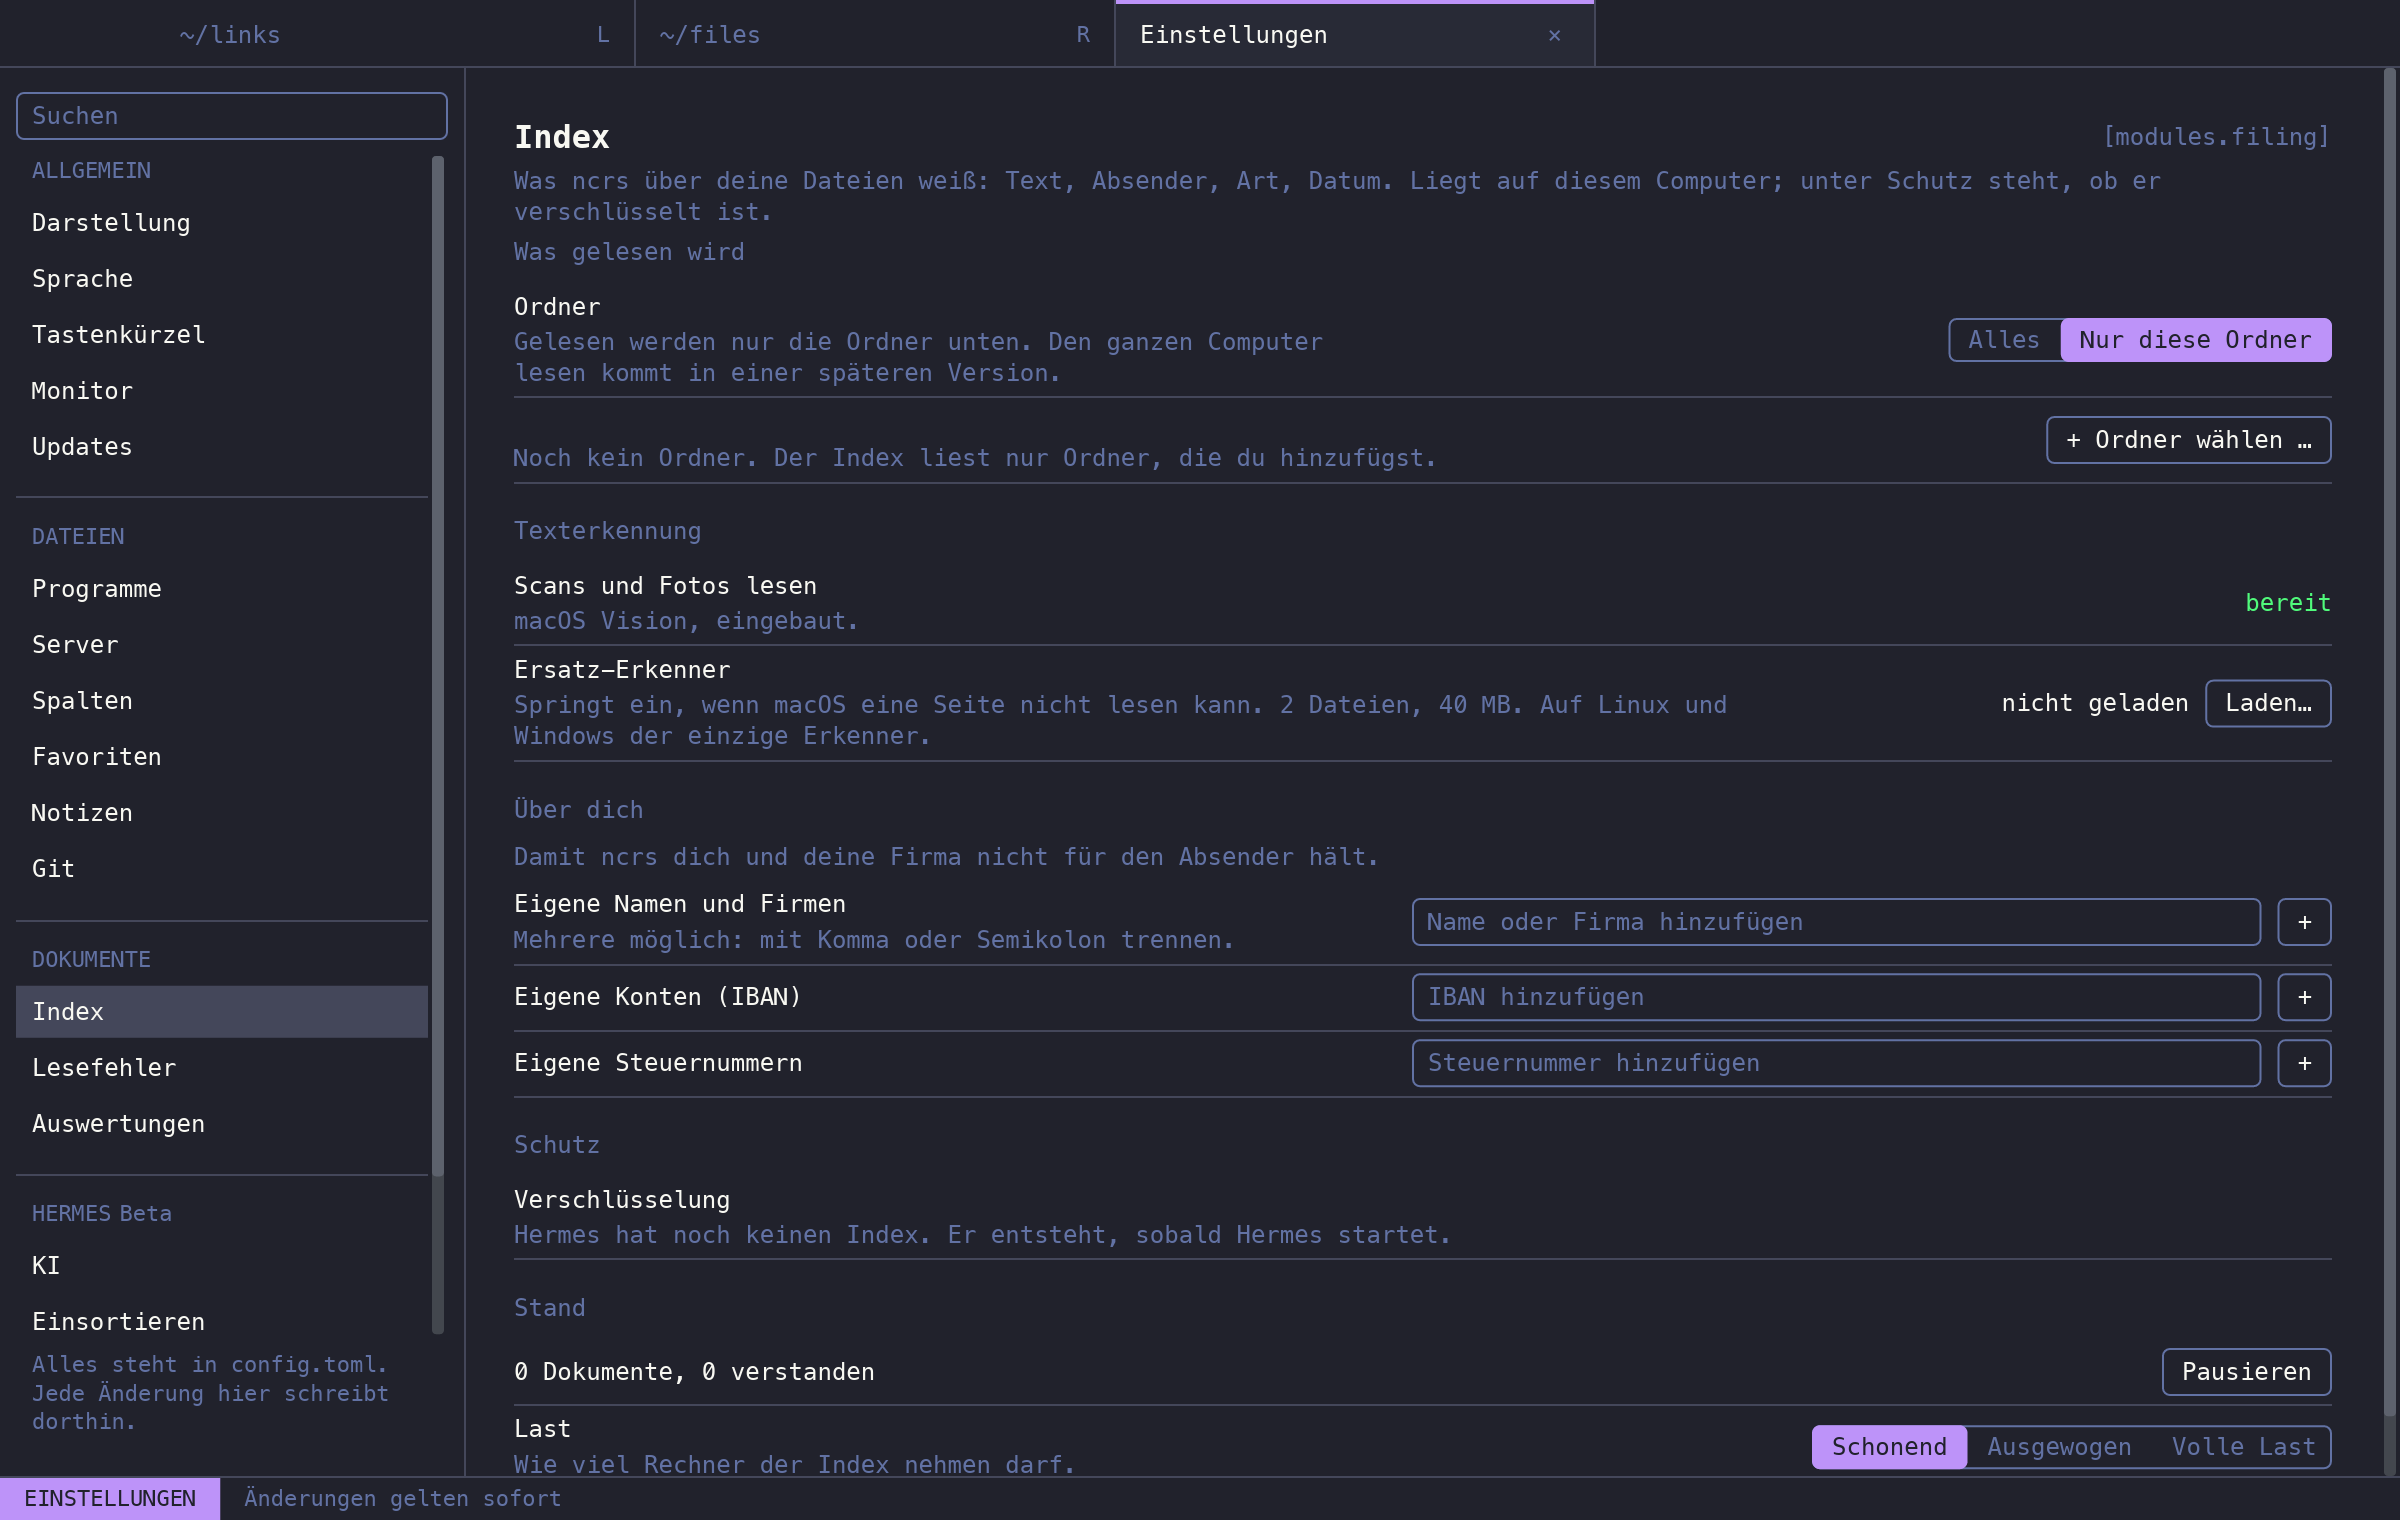 ~/links L ~/files R Einstellungen ×
Suchen
ALLGEMEIN
Darstellung
Sprache
Tastenkürzel
Monitor
Updates
DATEIEN
Programme
Server
Spalten
Favoriten
Notizen
Git
DOKUMENTE
Index
Lesefehler
Auswertungen
HERMES Beta
KI
Einsortieren
Alles steht in config.toml.
Jede Änderung hier schreibt
dorthin.
Index [modules.filing]
Was ncrs über deine Dateien weiß: Text, Absender, Art, Datum. Liegt auf diesem Computer; unter Schutz steht, ob er
verschlüsselt ist.
Was gelesen wird
Ordner
Gelesen werden nur die Ordner unten. Den ganzen Computer
lesen kommt in einer späteren Version.
Alles Nur diese Ordner
Noch kein Ordner. Der Index liest nur Ordner, die du hinzufügst.
+ Ordner wählen …
Texterkennung
Scans und Fotos lesen
macOS Vision, eingebaut.
bereit
Ersatz-Erkenner
Springt ein, wenn macOS eine Seite nicht lesen kann. 2 Dateien, 40 MB. Auf Linux und
Windows der einzige Erkenner.
nicht geladen Laden…
Über dich
Damit ncrs dich und deine Firma nicht für den Absender hält.
Eigene Namen und Firmen
Mehrere möglich: mit Komma oder Semikolon trennen.
Name oder Firma hinzufügen +
Eigene Konten (IBAN) IBAN hinzufügen +
Eigene Steuernummern Steuernummer hinzufügen +
Schutz
Verschlüsselung
Hermes hat noch keinen Index. Er entsteht, sobald Hermes startet.
Stand
0 Dokumente, 0 verstanden Pausieren
Last
Wie viel Rechner der Index nehmen darf.
Schonend Ausgewogen Volle Last
EINSTELLUNGEN Änderungen gelten sofort